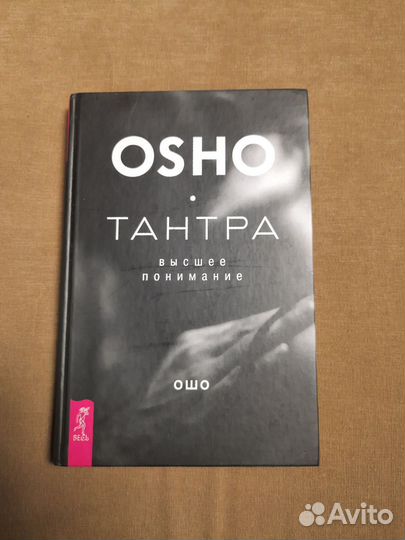 OSHO
ТАНТРА
высшее
понимание
ошо
ВЕСЬ
Avito